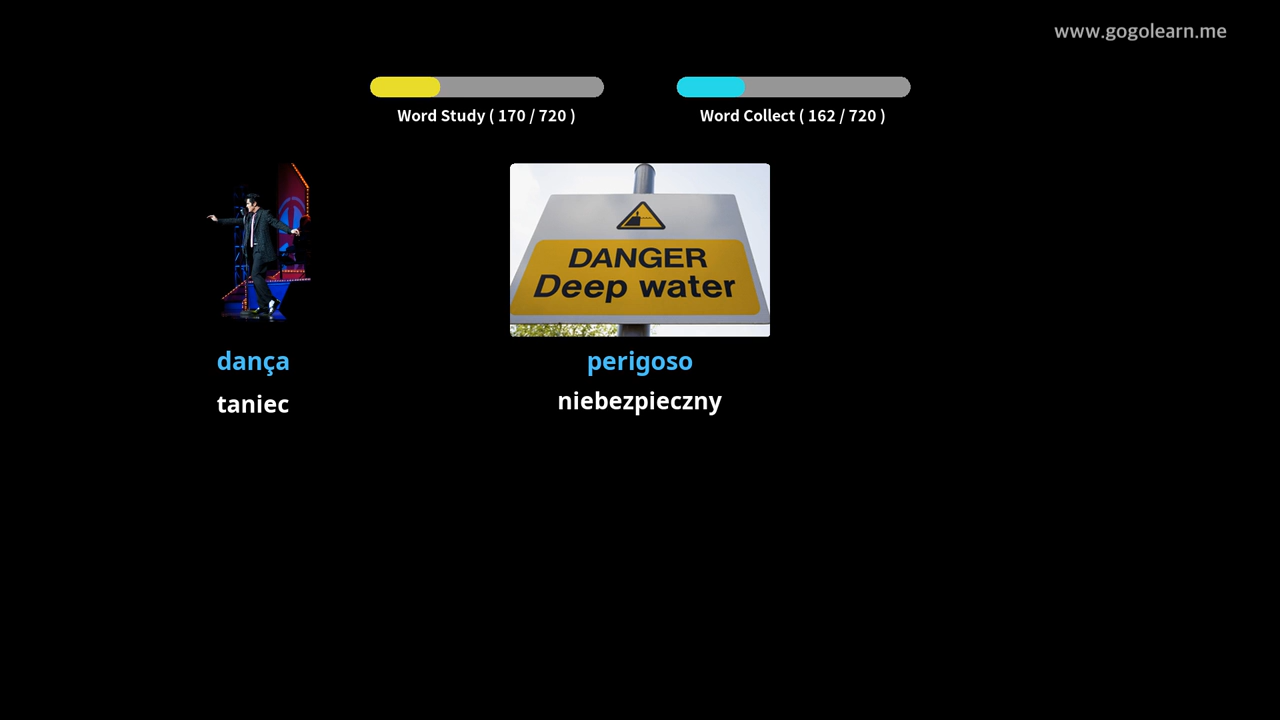 www.gogolearn.me
Word Study ( 170 / 720 )
Word Collect ( 162 / 720 )
DANGER
Deep water
dança
perigoso
taniec
niebezpieczny